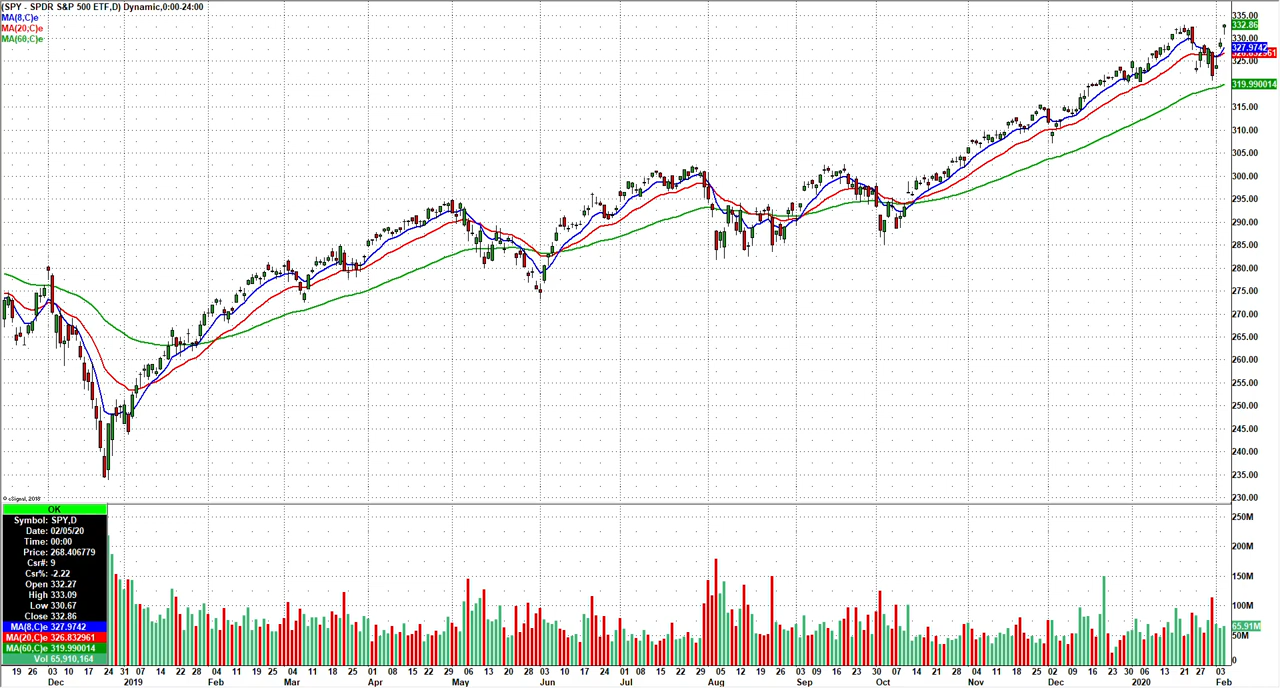 (SPY - SPDR S&P 500 ETF,D) Dynamic,0:00-24:00
MA(8,C)e
MA(20,C)e
MA(60,C)e
335.00
332.86
330.00
327.9742
326.832961
325.00
319.990014
315.00
310.00
305.00
300.00
295.00
290.00
285.00
280.00
275.00
270.00
265.00
260.00
255.00
250.00
245.00
240.00
235.00
230.00
© eSignal, 2018
OK
Symbol: SPY,D
Date: 02/05/20
Time: 00:00
Price: 268.406779
Csr#: 9
Csr%: -2.22
Open 332.27
High 333.09
Low 330.67
Close 332.86
MA(8,C)e 327.9742
MA(20,C)e 326.832961
MA(60,C)e 319.990014
Vol 65,910,164
250M
200M
150M
100M
65.91M
50M
0
19 26 03 10 17 24 31 07 14 22 28 04 11 19 25 04 11 18 25 01 08 15 22 29 06 13 20 28 03 10 17 24 01 08 15 22 29 05 12 19 26 03 09 16 23 30 07 14 21 28 04 11 18 25 02 09 16 23 30 06 13 21 27 03
Dec 2019 Feb Mar Apr May Jun Jul Aug Sep Oct Nov Dec 2020 Feb